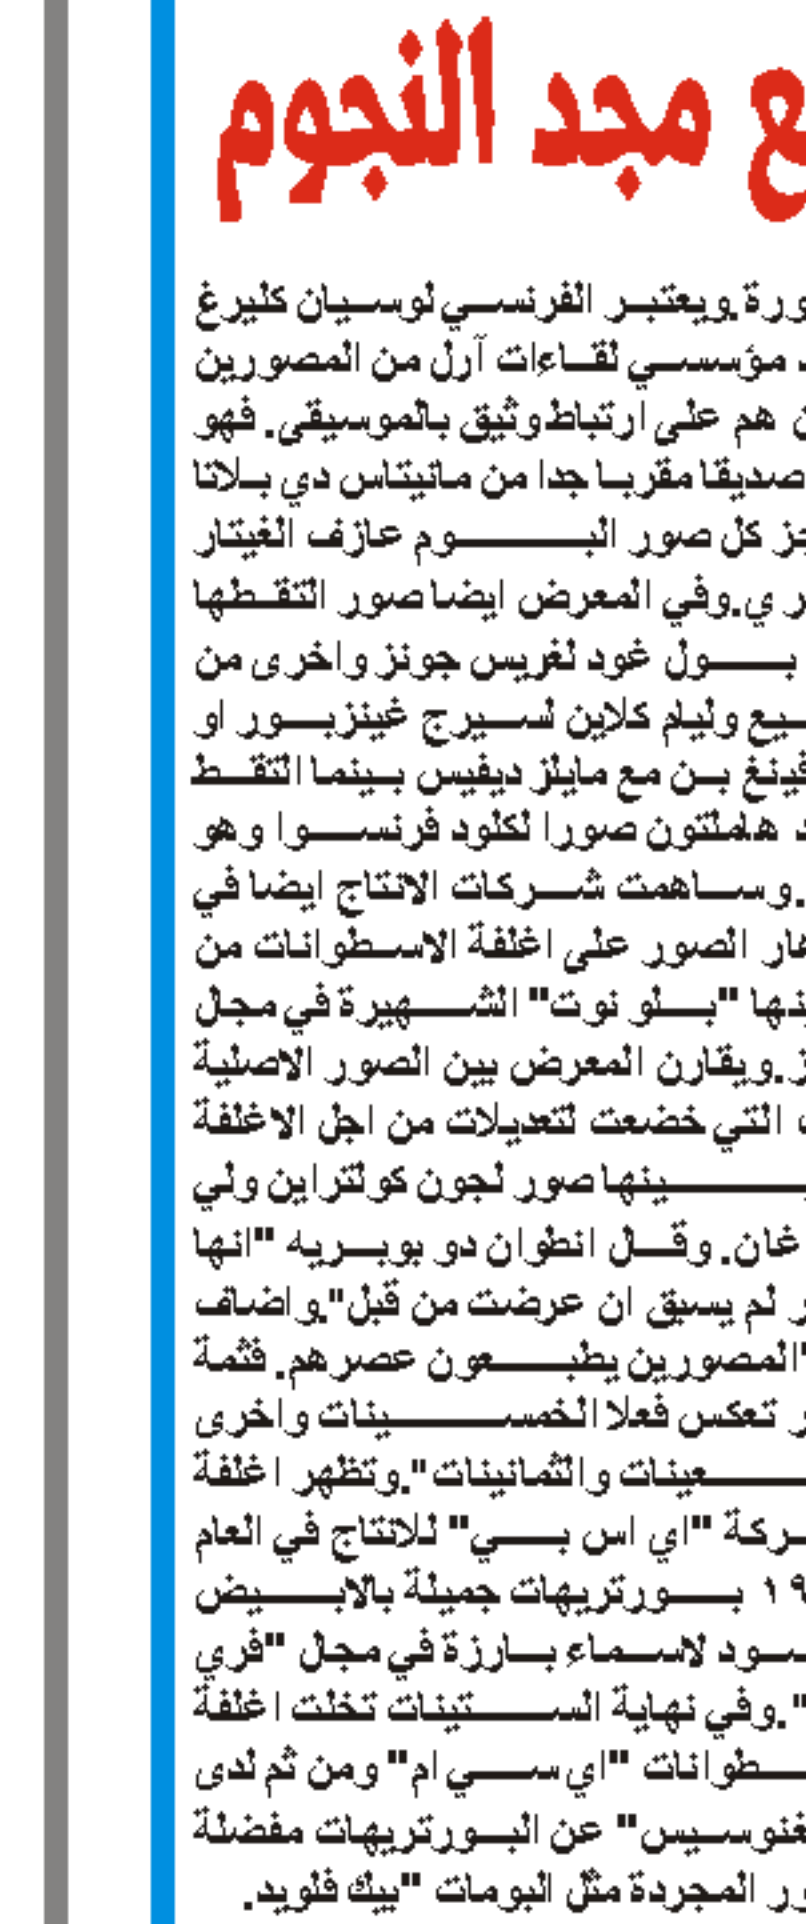 ع مجد النجوم
ورة.ويعتبر الفرنسي لوسيان كليرغ
مؤسسي لقاءات آرل من المصورين
هم على ارتباط وثيق بالموسيقى. فهو
صديقا مقربا جدا من مانيتاس دي بلاتا
جز كل صور البوم عازف الغيتار
ر ي.وفي المعرض ايضا صور التقطها
بول غود لغريس جونز واخرى من
يع وليام كلاين لسيرج غينزبور او
فينغ بن مع مايلز ديفيس بينما التقط
هاملتون صورا لكلود فرنسوا وهو
.وساهمت شركات الانتاج ايضا في
عار الصور على اغلفة الاسطوانات من
ينها "بلو نوت" الشهيرة في مجال
ز.ويقارن المعرض بين الصور الاصلية
التي خضعت لتعديلات من اجل الاغلفة
ينها صور لجون كولتراين ولي
غان. وقال انطوان دو بوبريه "انها
ر لم يسبق ان عرضت من قبل".واضاف
"المصورين يطبعون عصرهم. فثمة
ر تعكس فعلا الخمسينات واخرى
عينات والثمانينات".وتظهر اغلفة
ركة "اي اس بي" للانتاج في العام
١٩ بورتريهات جميلة بالابيض
سود لاسماء بارزة في مجال "فري
".وفي نهاية الستينات تخلت اغلفة
طوانات "اي سي ام" ومن ثم لدى
غنوسيس" عن البورتريهات مفضلة
ور المجردة مثل البومات "بيك فلويد.